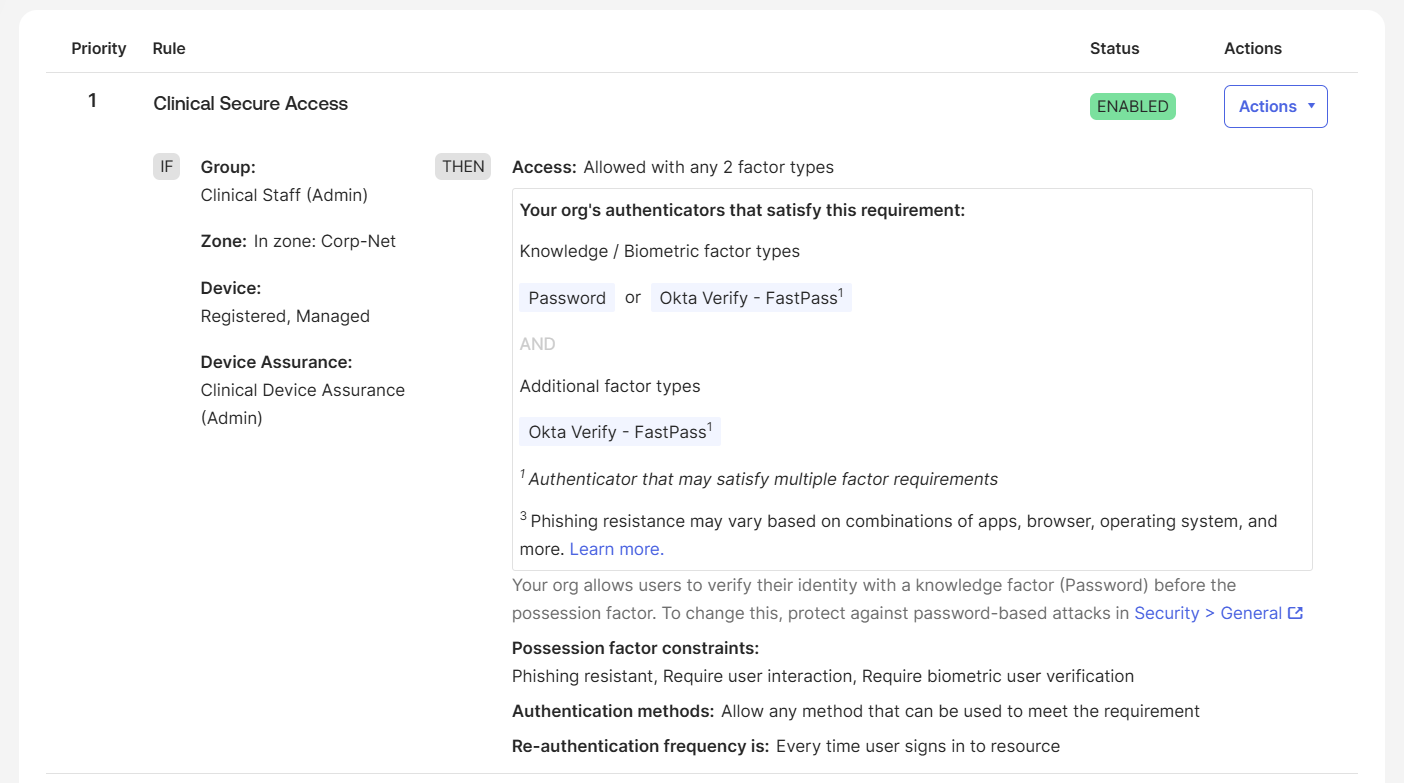 Priority Rule Status Actions
1 Clinical Secure Access ENABLED Actions
IF Group:
Clinical Staff (Admin)
Zone: In zone: Corp-Net
Device:
Registered, Managed
Device Assurance:
Clinical Device Assurance
(Admin)
THEN Access: Allowed with any 2 factor types
Your org's authenticators that satisfy this requirement:
Knowledge / Biometric factor types
Password or Okta Verify - FastPass¹
AND
Additional factor types
Okta Verify - FastPass¹
¹ Authenticator that may satisfy multiple factor requirements
³ Phishing resistance may vary based on combinations of apps, browser, operating system, and
more. Learn more.
Your org allows users to verify their identity with a knowledge factor (Password) before the
possession factor. To change this, protect against password-based attacks in Security > General
Possession factor constraints:
Phishing resistant, Require user interaction, Require biometric user verification
Authentication methods: Allow any method that can be used to meet the requirement
Re-authentication frequency is: Every time user signs in to resource